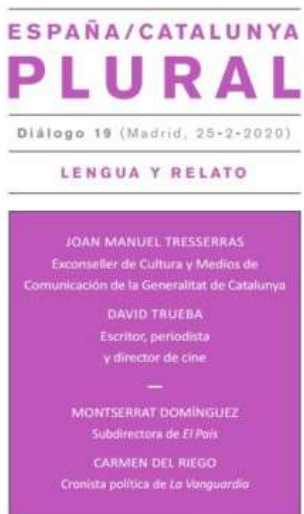 ESPAÑA/CATALUNYA
PLURAL
Diálogo 19 (Madrid, 25-2-2020)
LENGUA Y RELATO
JOAN MANUEL TRESSERRAS
Exconseller de Cultura y Medios de
Comunicación de la Generalitat de Catalunya
DAVID TRUEBA
Escritor, periodista
y director de cine
—
MONTSERRAT DOMÍNGUEZ
Subdirectora de El País
CARMEN DEL RIEGO
Cronista política de La Vanguardia